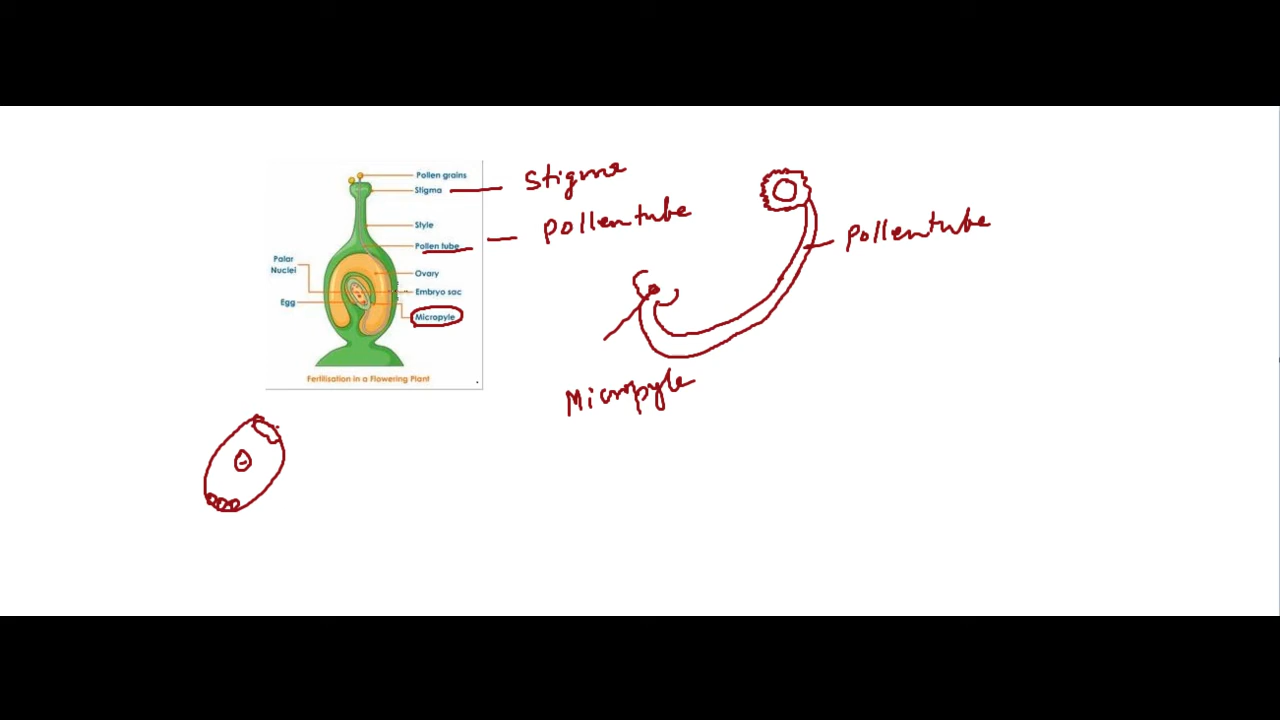 Pollen grains
Stigma
Style
Pollen tube
Polar
Nuclei
Ovary
Embryo sac
Egg
Micropyle
Fertilisation in a Flowering Plant
Stigme
Pollentube
Pollentube
Micropyle